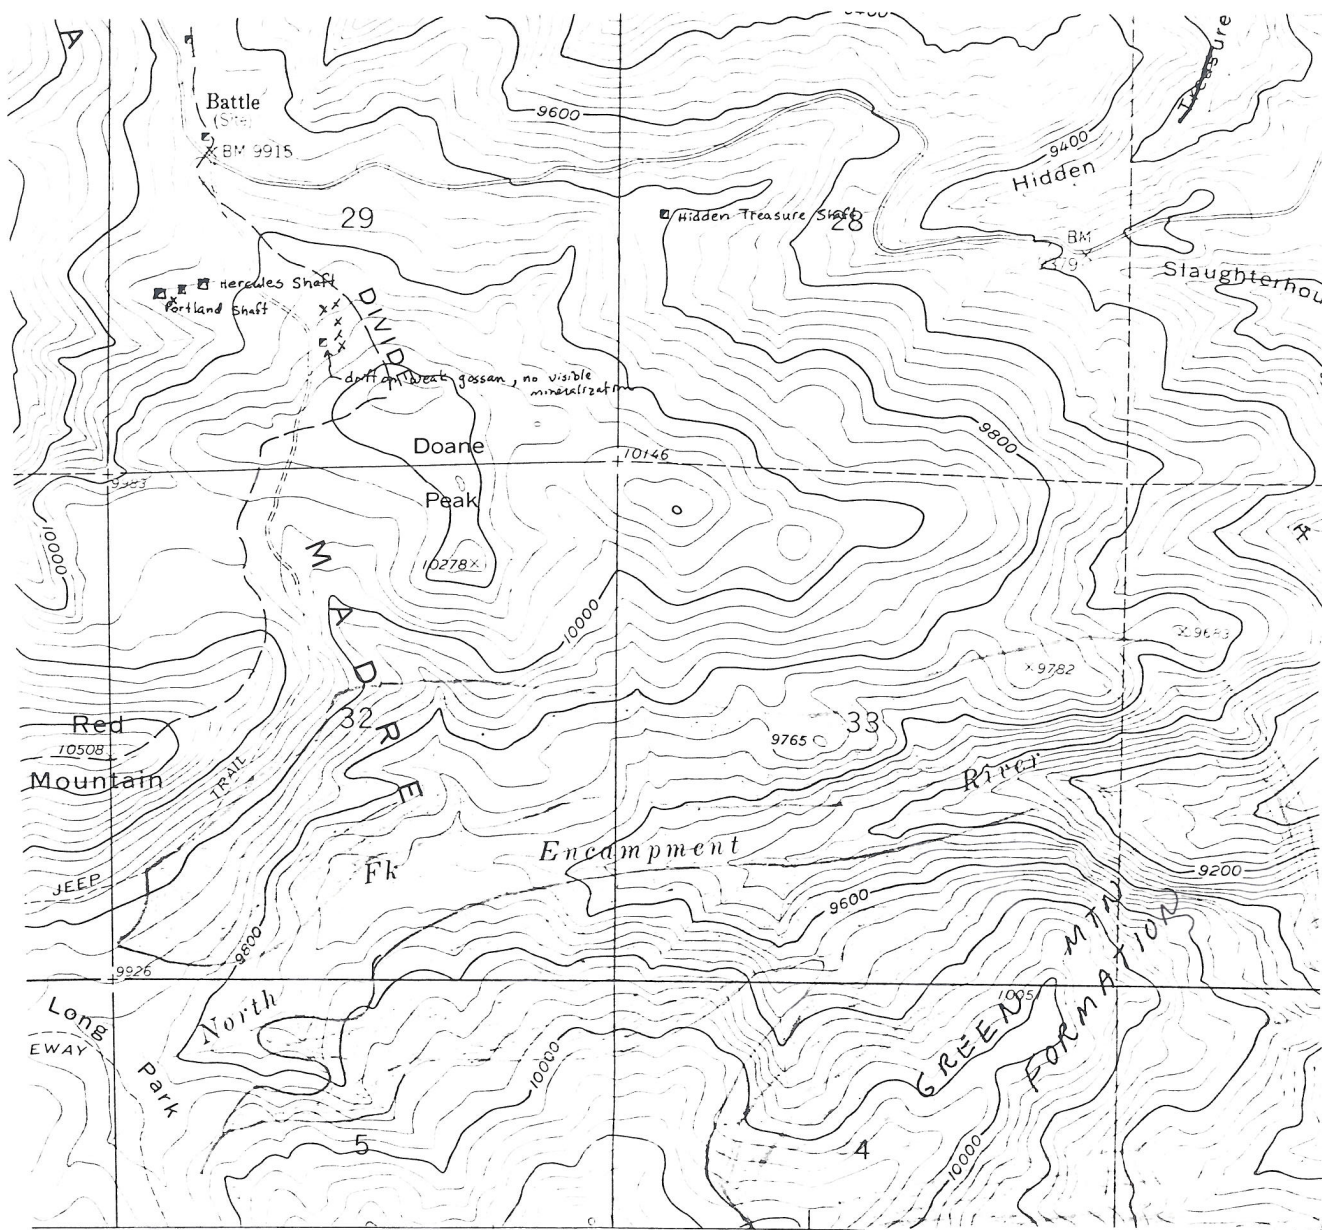 A
Treasure
Battle
(Site)
BM 9915
9600
9400
Hidden
29
Hidden Treasure Shaft
28
BM
Hercules Shaft
Portland Shaft
DIVIDE
drift on weak gossan, no visible
mineralization
9800
Doane
10146
9983
Peak
10000
10278×
MADRE
10000
×9683
×9782
Red
10508
Mountain
32
33
9765
TRAIL
River
JEEP
Fk
Encampment
9200
9600
9800
9926
GREEN MTN
FORMATION
Long
EWAY
Park
North
10000
5
4
10000